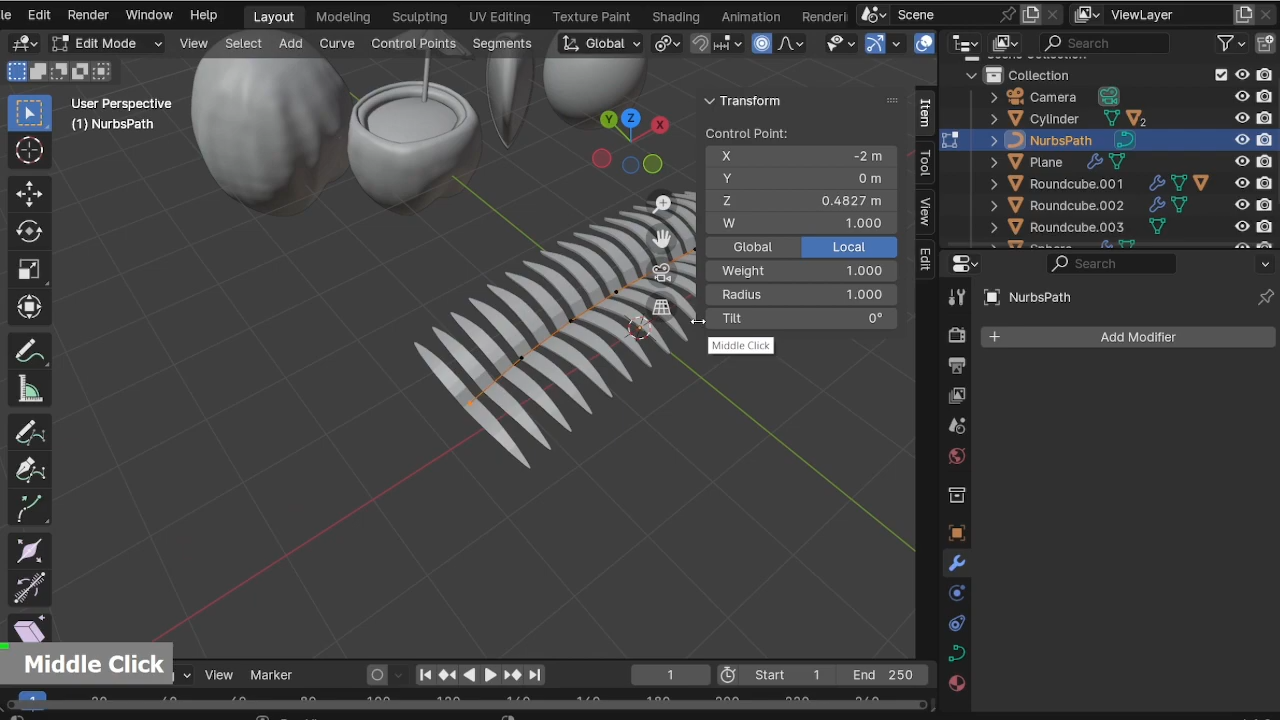 le Edit Render Window Help Layout Modeling Sculpting UV Editing Texture Paint Shading Animation Renderi Scene ViewLayer
Edit Mode View Select Add Curve Control Points Segments Global Search
User Perspective
(1) NurbsPath
Transform
Control Point:
X -2 m
Y 0 m
Z 0.4827 m
W 1.000
Global Local
Weight 1.000
Radius 1.000
Tilt 0°
Middle Click
Item
Tool
View
Edit
Y
Z
X
Collection
Camera
Cylinder 2
NurbsPath
Plane
Roundcube.001
Roundcube.002
Roundcube.003
Search
NurbsPath
Add Modifier
Middle Click
View Marker 1 Start 1 End 250
1